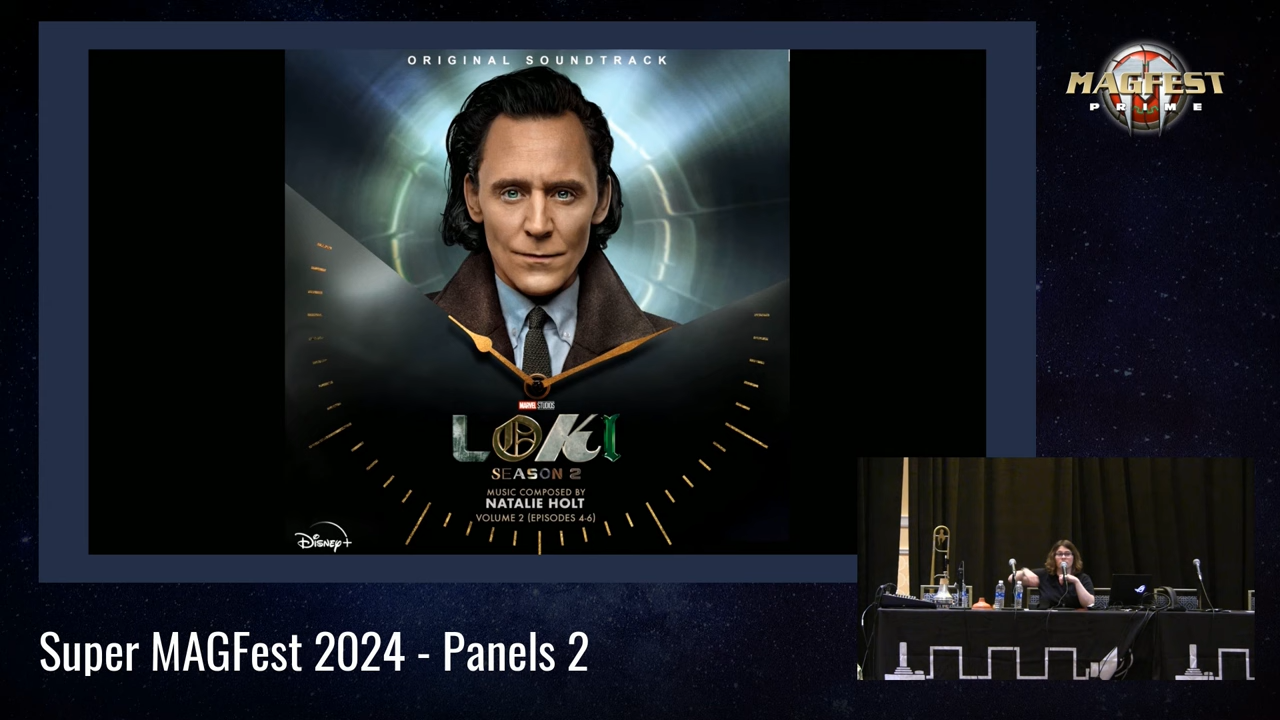 ORIGINAL SOUNDTRACK
MAGFEST
PRIME
MARVEL STUDIOS
LOKI
SEASON 2
MUSIC COMPOSED BY
NATALIE HOLT
VOLUME 2 (EPISODES 4-6)
Disney+
Super MAGFest 2024 - Panels 2